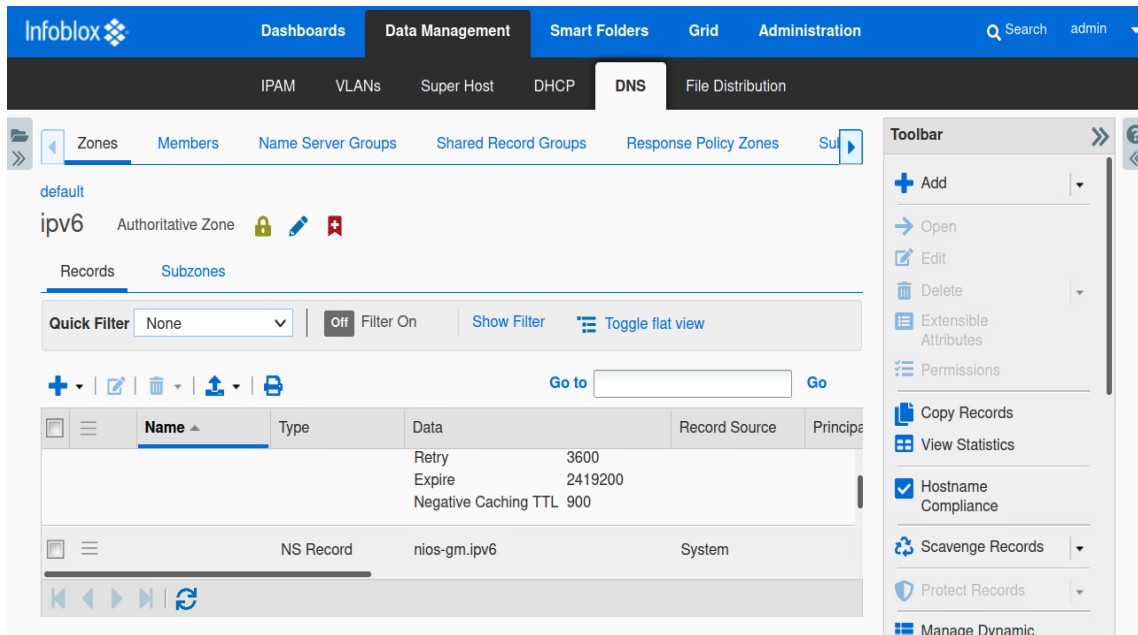 Infoblox
Dashboards Data Management Smart Folders Grid Administration Search admin
IPAM VLANs Super Host DHCP DNS File Distribution
Zones Members Name Server Groups Shared Record Groups Response Policy Zones
default
ipv6 Authoritative Zone
Records Subzones
Quick Filter None Off Filter On Show Filter Toggle flat view
Go to Go
Name Type Data Record Source Principa
Retry 3600
Expire 2419200
Negative Caching TTL 900
NS Record nios-gm.ipv6 System
Toolbar
Add
Open
Edit
Delete
Extensible
Attributes
Permissions
Copy Records
View Statistics
Hostname
Compliance
Scavenge Records
Protect Records
Manage Dynamic